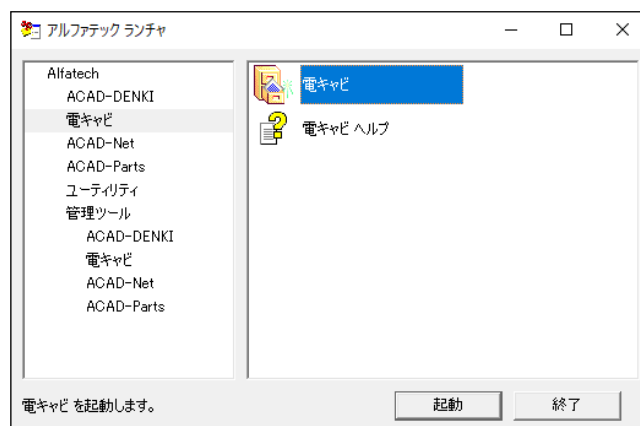 アルファテック ランチャ
Alfatech
ACAD-DENKI
電キャビ
ACAD-Net
ACAD-Parts
ユーティリティ
管理ツール
ACAD-DENKI
電キャビ
ACAD-Net
ACAD-Parts
電キャビ
電キャビ ヘルプ
電キャビ を起動します。
起動
終了